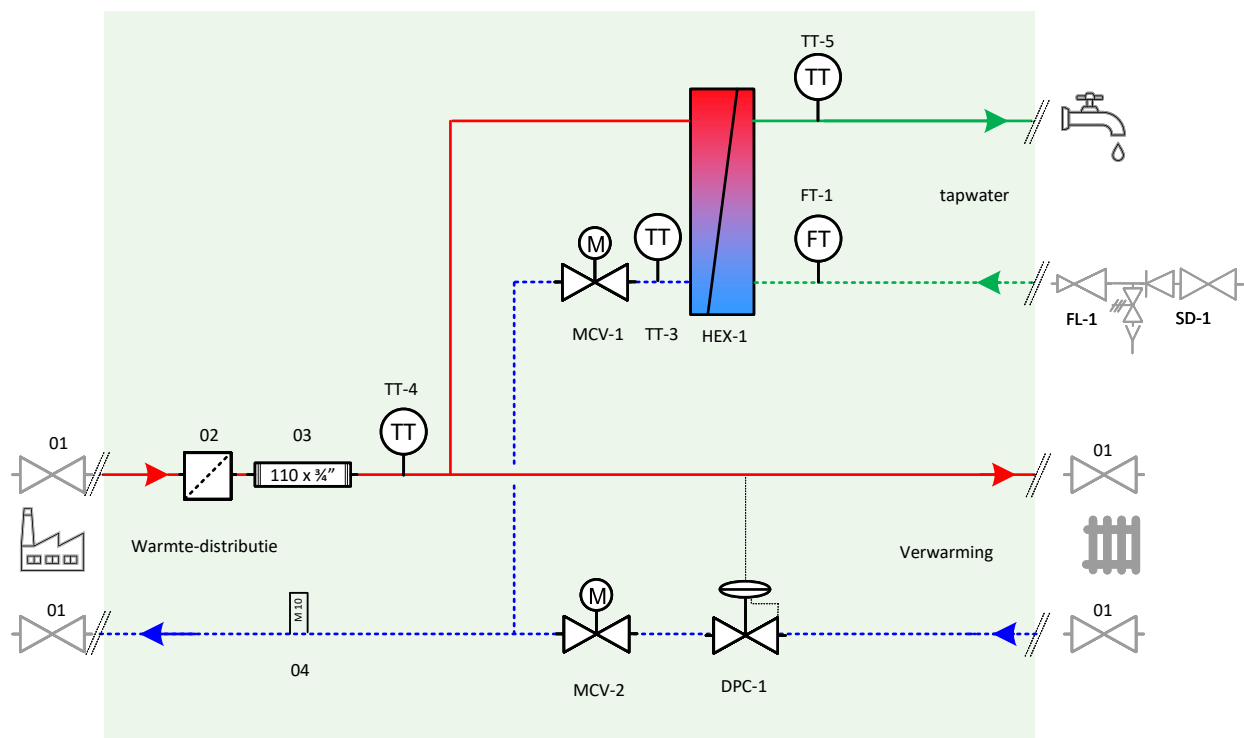 TT-5
TT
FT-1
tapwater
FT
M
TT
MCV-1
TT-3
HEX-1
FL-1
SD-1
TT-4
TT
01
02
03
01
110 x ¾”
Warmte-distributie
Verwarming
01
M 10
M
01
04
MCV-2
DPC-1